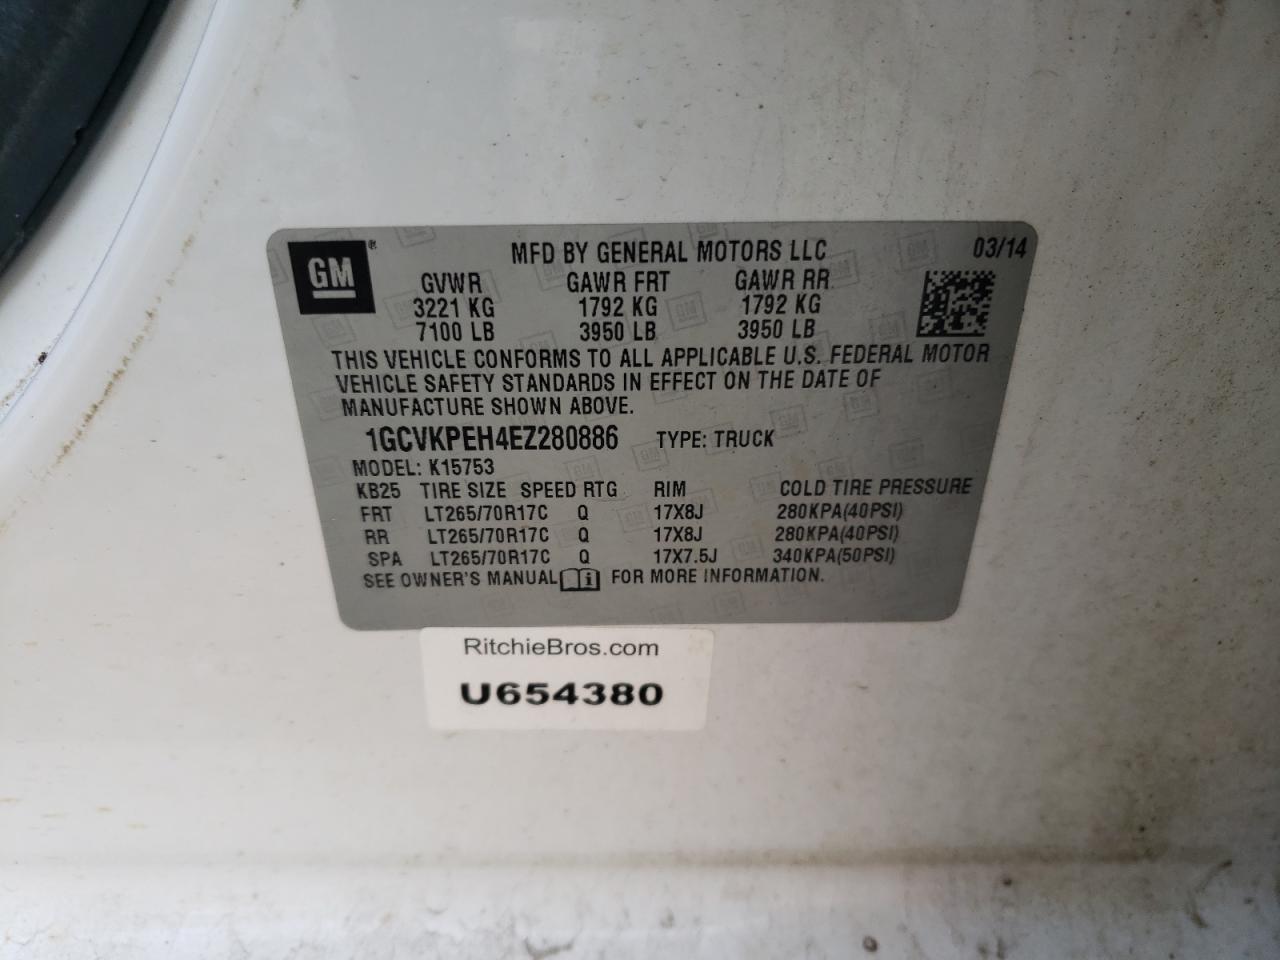 GM ® MFD BY GENERAL MOTORS LLC 03/14
GVWR GAWR FRT GAWR RR
3221 KG 1792 KG 1792 KG
7100 LB 3950 LB 3950 LB
THIS VEHICLE CONFORMS TO ALL APPLICABLE U.S. FEDERAL MOTOR
VEHICLE SAFETY STANDARDS IN EFFECT ON THE DATE OF
MANUFACTURE SHOWN ABOVE.
1GCVKPEH4EZ280886 TYPE: TRUCK
MODEL: K15753
KB25 TIRE SIZE SPEED RTG RIM COLD TIRE PRESSURE
FRT LT265/70R17C Q 17X8J 280KPA(40PSI)
RR LT265/70R17C Q 17X8J 280KPA(40PSI)
SPA LT265/70R17C Q 17X7.5J 340KPA(50PSI)
SEE OWNER'S MANUAL i FOR MORE INFORMATION.
RitchieBros.com
U654380